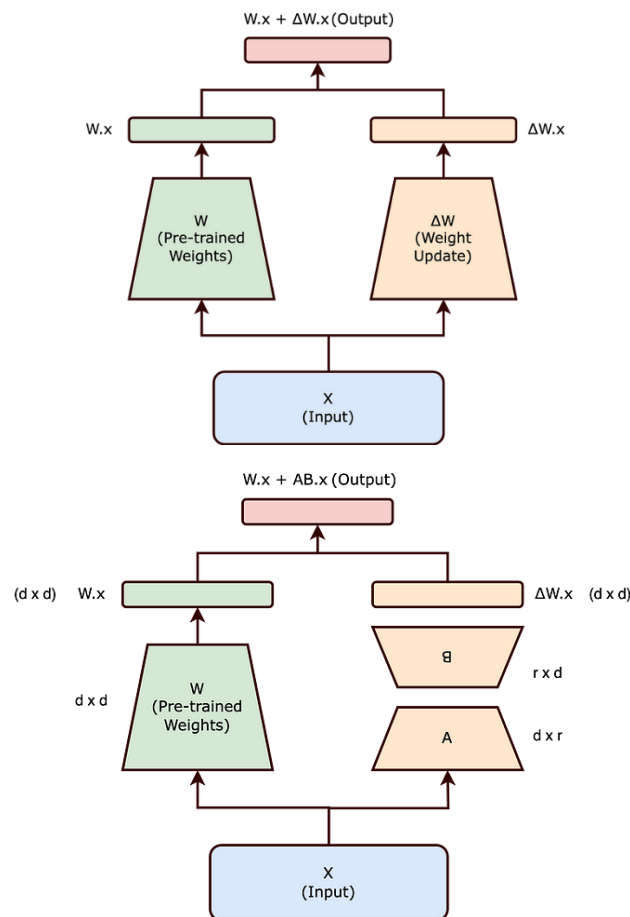 W.x + ΔW.x (Output)
W.x
ΔW.x
W
(Pre-trained
Weights)
ΔW
(Weight
Update)
X
(Input)
W.x + AB.x (Output)
(d x d) W.x
ΔW.x (d x d)
B
r x d
d x d
W
(Pre-trained
Weights)
A
d x r
X
(Input)